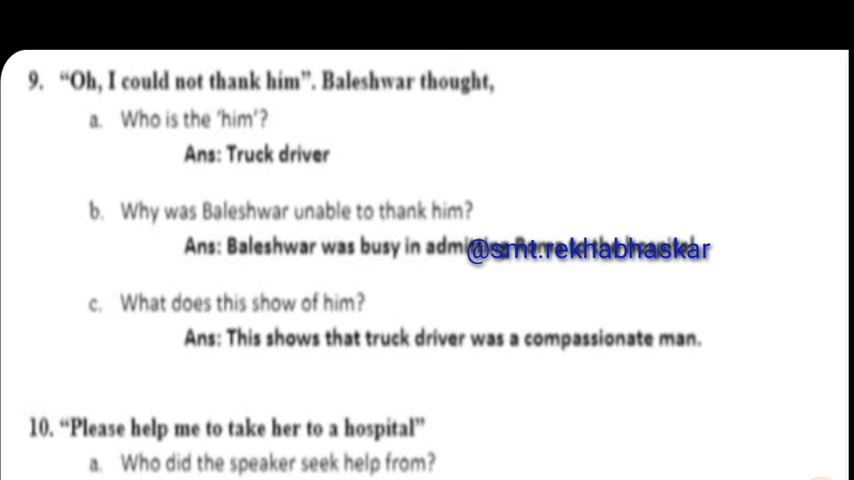 9. “Oh, I could not thank him”. Baleshwar thought,
a. Who is the ‘him’?
Ans: Truck driver
b. Why was Baleshwar unable to thank him?
Ans: Baleshwar was busy in
@smt.rekhabhaskar
c. What does this show of him?
Ans: This shows that truck driver was a compassionate man.
10. “Please help me to take her to a hospital”
a. Who did the speaker seek help from?